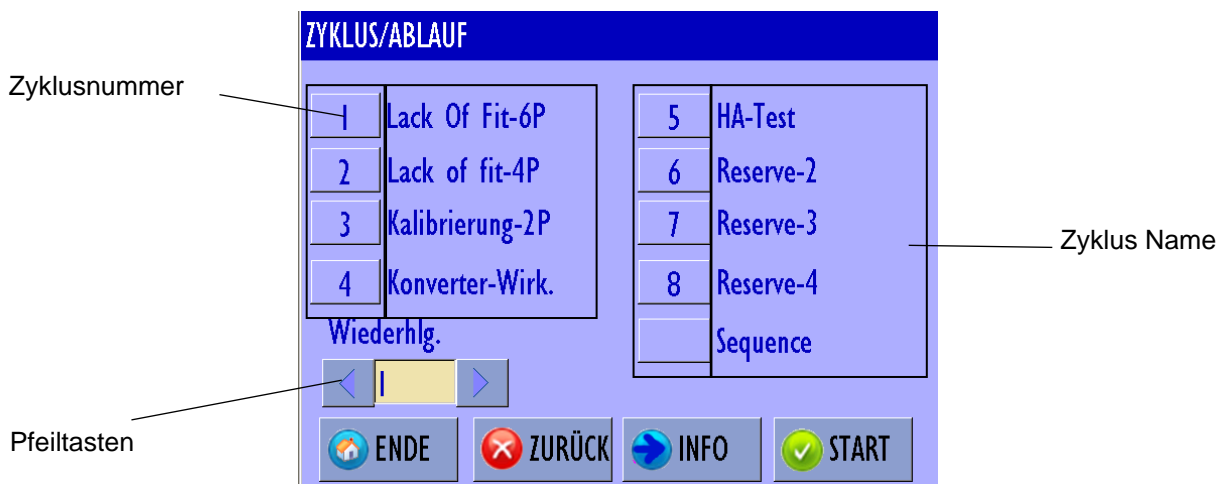 ZYKLUS/ABLAUF
Zyklusnummer
1 Lack Of Fit-6P
2 Lack of fit-4P
3 Kalibrierung-2P
4 Konverter-Wirk.
5 HA-Test
6 Reserve-2
7 Reserve-3
8 Reserve-4
Sequence
Zyklus Name
Wiederhlg.
1
Pfeiltasten
ENDE
ZURÜCK
INFO
START